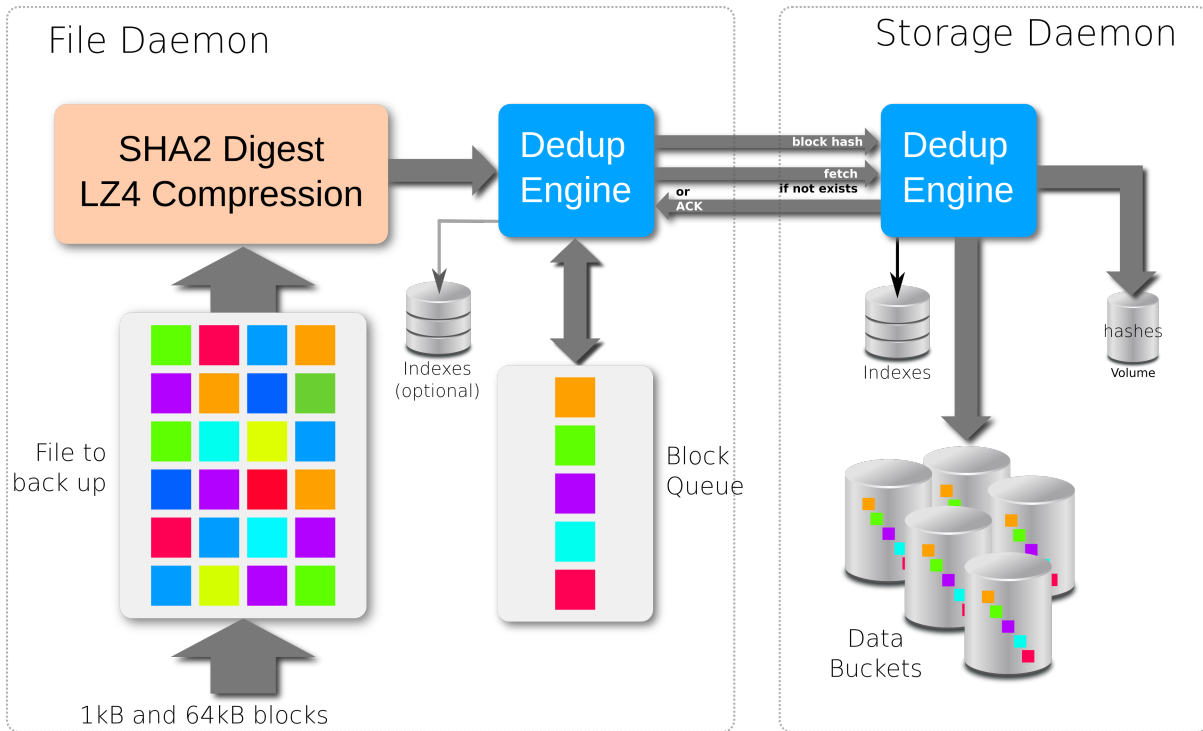 File Daemon
Storage Daemon
SHA2 Digest
LZ4 Compression
Dedup
Engine
block hash
fetch
if not exists
or
ACK
Dedup
Engine
Indexes
(optional)
Indexes
hashes
Volume
File to
back up
Block
Queue
Data
Buckets
1kB and 64kB blocks